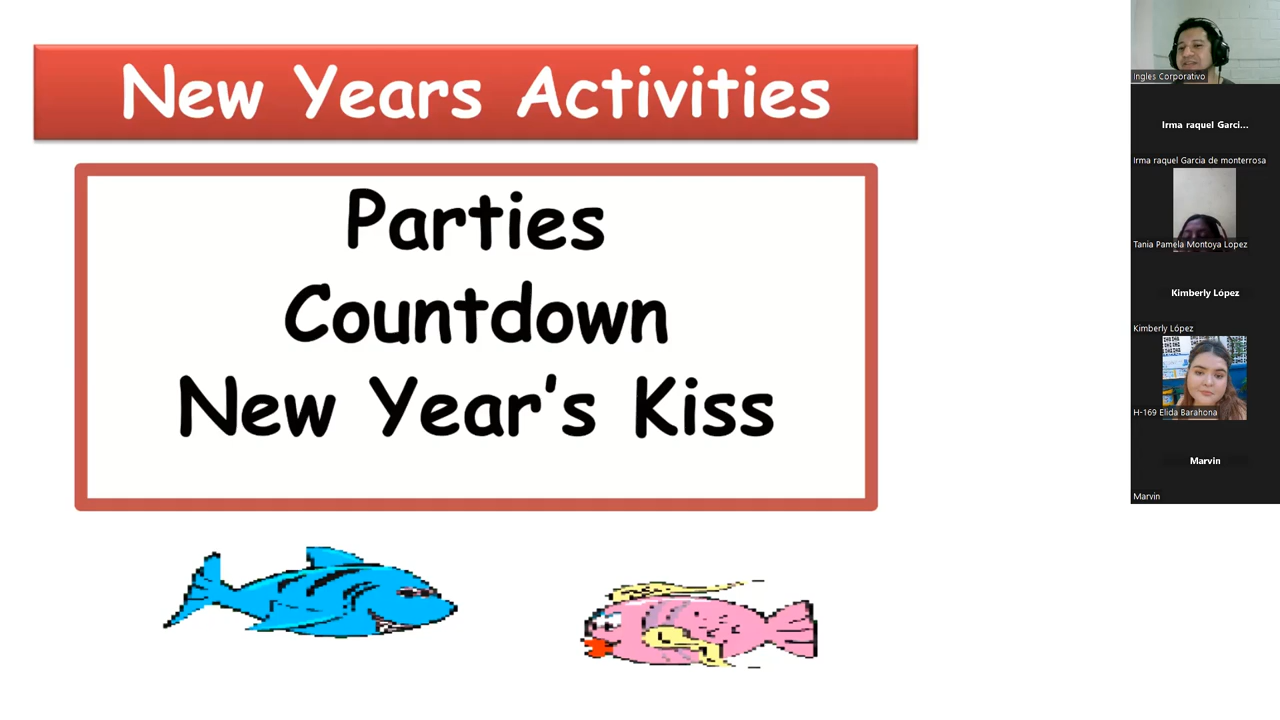 New Years Activities
Parties
Countdown
New Year's Kiss
Ingles Corporativo
Irma raquel Garci...
Irma raquel Garcia de monterrosa
Tania Pamela Montoya Lopez
Kimberly López
Kimberly López
H-169 Elida Barahona
Marvin
Marvin